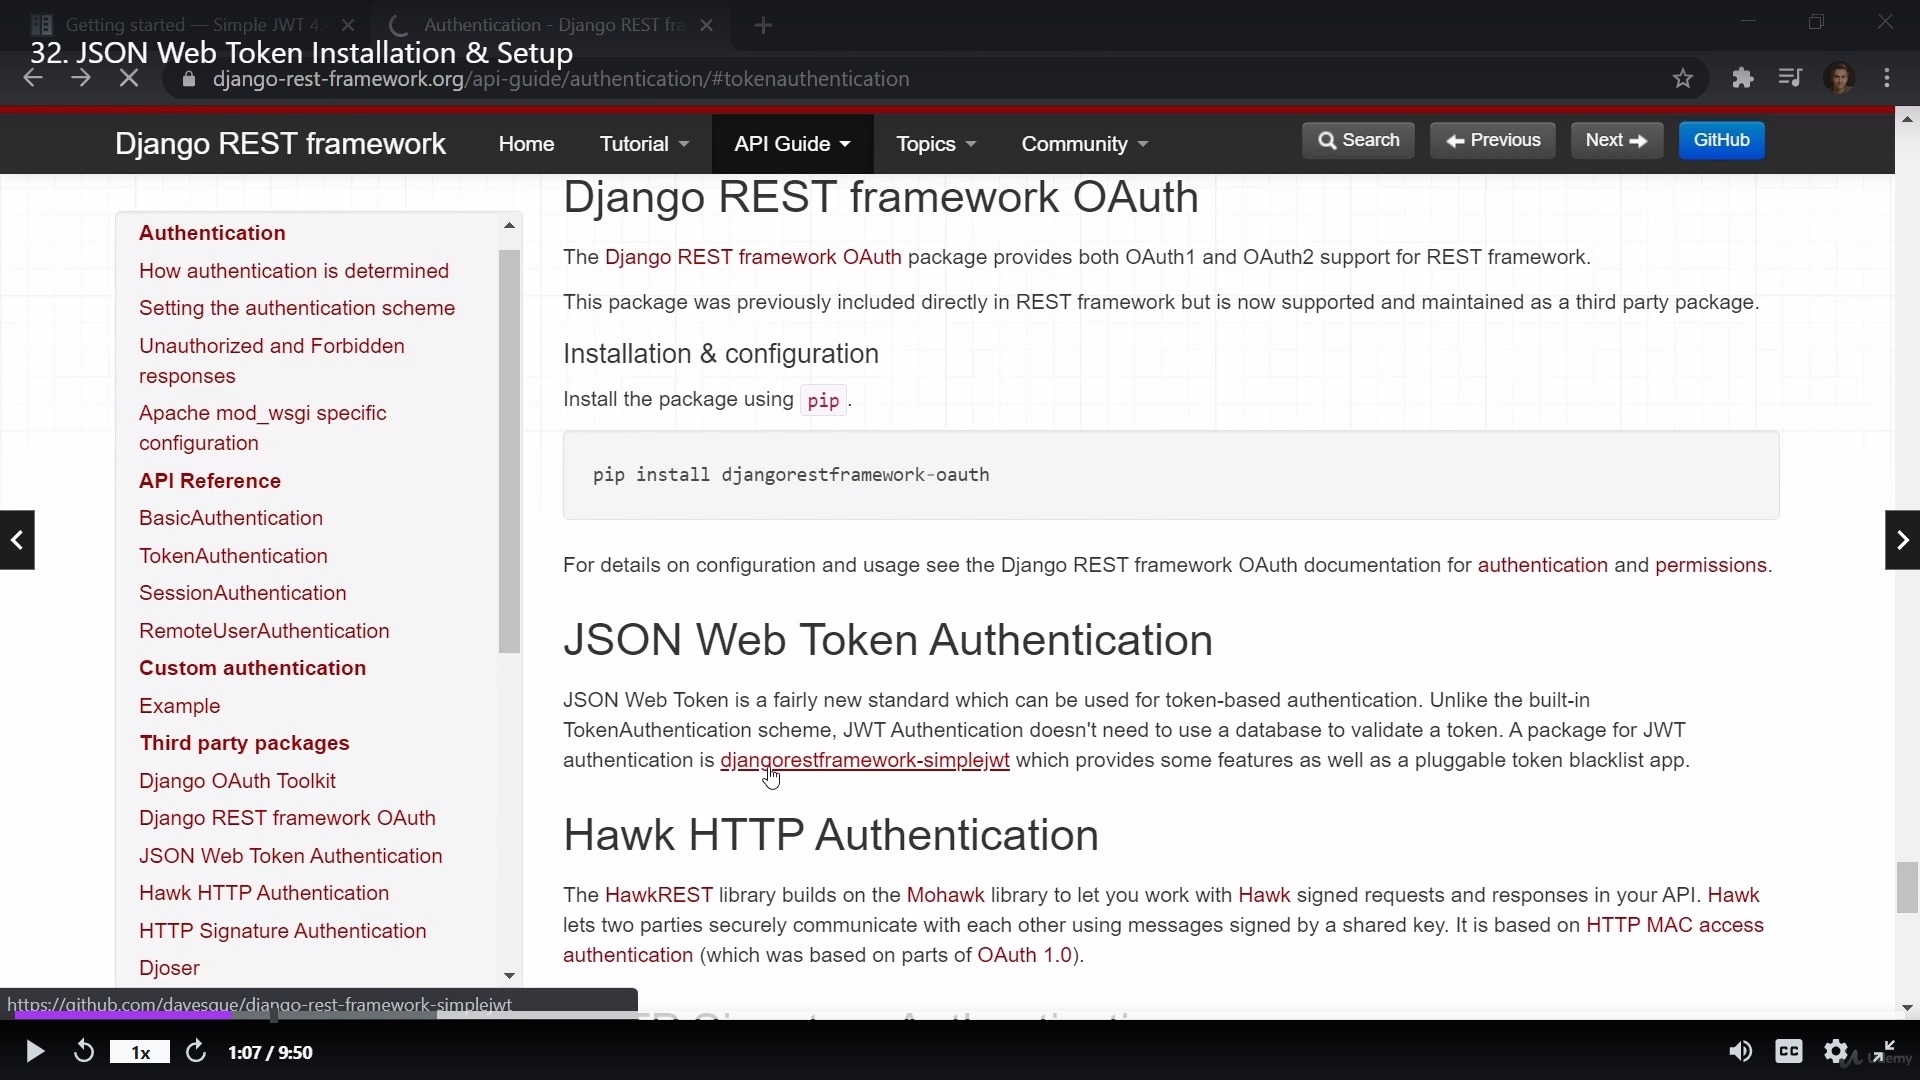 Getting started — Simple JWT 4.
Authentication - Django REST fra
32. JSON Web Token Installation & Setup
django-rest-framework.org/api-guide/authentication/#tokenauthentication
Django REST framework
Home
Tutorial
API Guide
Topics
Community
Search
Previous
Next
GitHub
Authentication
How authentication is determined
Setting the authentication scheme
Unauthorized and Forbidden
responses
Apache mod_wsgi specific
configuration
API Reference
BasicAuthentication
TokenAuthentication
SessionAuthentication
RemoteUserAuthentication
Custom authentication
Example
Third party packages
Django OAuth Toolkit
Django REST framework OAuth
JSON Web Token Authentication
Hawk HTTP Authentication
HTTP Signature Authentication
Djoser
Django REST framework OAuth
The Django REST framework OAuth package provides both OAuth1 and OAuth2 support for REST framework.
This package was previously included directly in REST framework but is now supported and maintained as a third party package.
Installation & configuration
Install the package using pip.
pip install djangorestframework-oauth
For details on configuration and usage see the Django REST framework OAuth documentation for authentication and permissions.
JSON Web Token Authentication
JSON Web Token is a fairly new standard which can be used for token-based authentication. Unlike the built-in
TokenAuthentication scheme, JWT Authentication doesn't need to use a database to validate a token. A package for JWT
authentication is djangorestframework-simplejwt which provides some features as well as a pluggable token blacklist app.
Hawk HTTP Authentication
The HawkREST library builds on the Mohawk library to let you work with Hawk signed requests and responses in your API. Hawk
lets two parties securely communicate with each other using messages signed by a shared key. It is based on HTTP MAC access
authentication (which was based on parts of OAuth 1.0).
https://github.com/davesque/django-rest-framework-simplejwt
1x
1:07 / 9:50
CC
Udemy